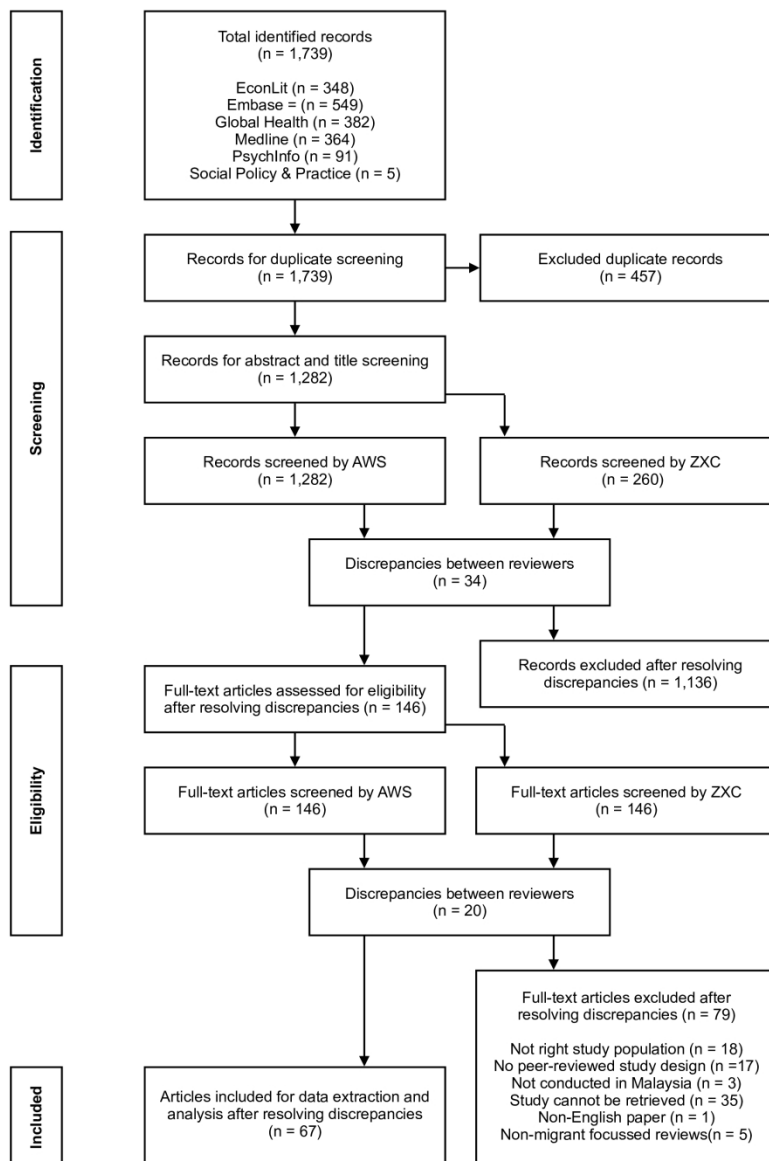 Identification
Total identified records
(n = 1,739)
EconLit (n = 348)
Embase = (n = 549)
Global Health (n = 382)
Medline (n = 364)
PsychInfo (n = 91)
Social Policy & Practice (n = 5)
Screening
Records for duplicate screening
(n = 1,739)
Excluded duplicate records
(n = 457)
Records for abstract and title screening
(n = 1,282)
Records screened by AWS
(n = 1,282)
Records screened by ZXC
(n = 260)
Discrepancies between reviewers
(n = 34)
Records excluded after resolving
discrepancies (n = 1,136)
Eligibility
Full-text articles assessed for eligibility
after resolving discrepancies (n = 146)
Full-text articles screened by AWS
(n = 146)
Full-text articles screened by ZXC
(n = 146)
Discrepancies between reviewers
(n = 20)
Full-text articles excluded after
resolving discrepancies (n = 79)
Not right study population (n = 18)
No peer-reviewed study design (n =17)
Not conducted in Malaysia (n = 3)
Study cannot be retrieved (n = 35)
Non-English paper (n = 1)
Non-migrant focussed reviews(n = 5)
Included
Articles included for data extraction and
analysis after resolving discrepancies
n = 67)